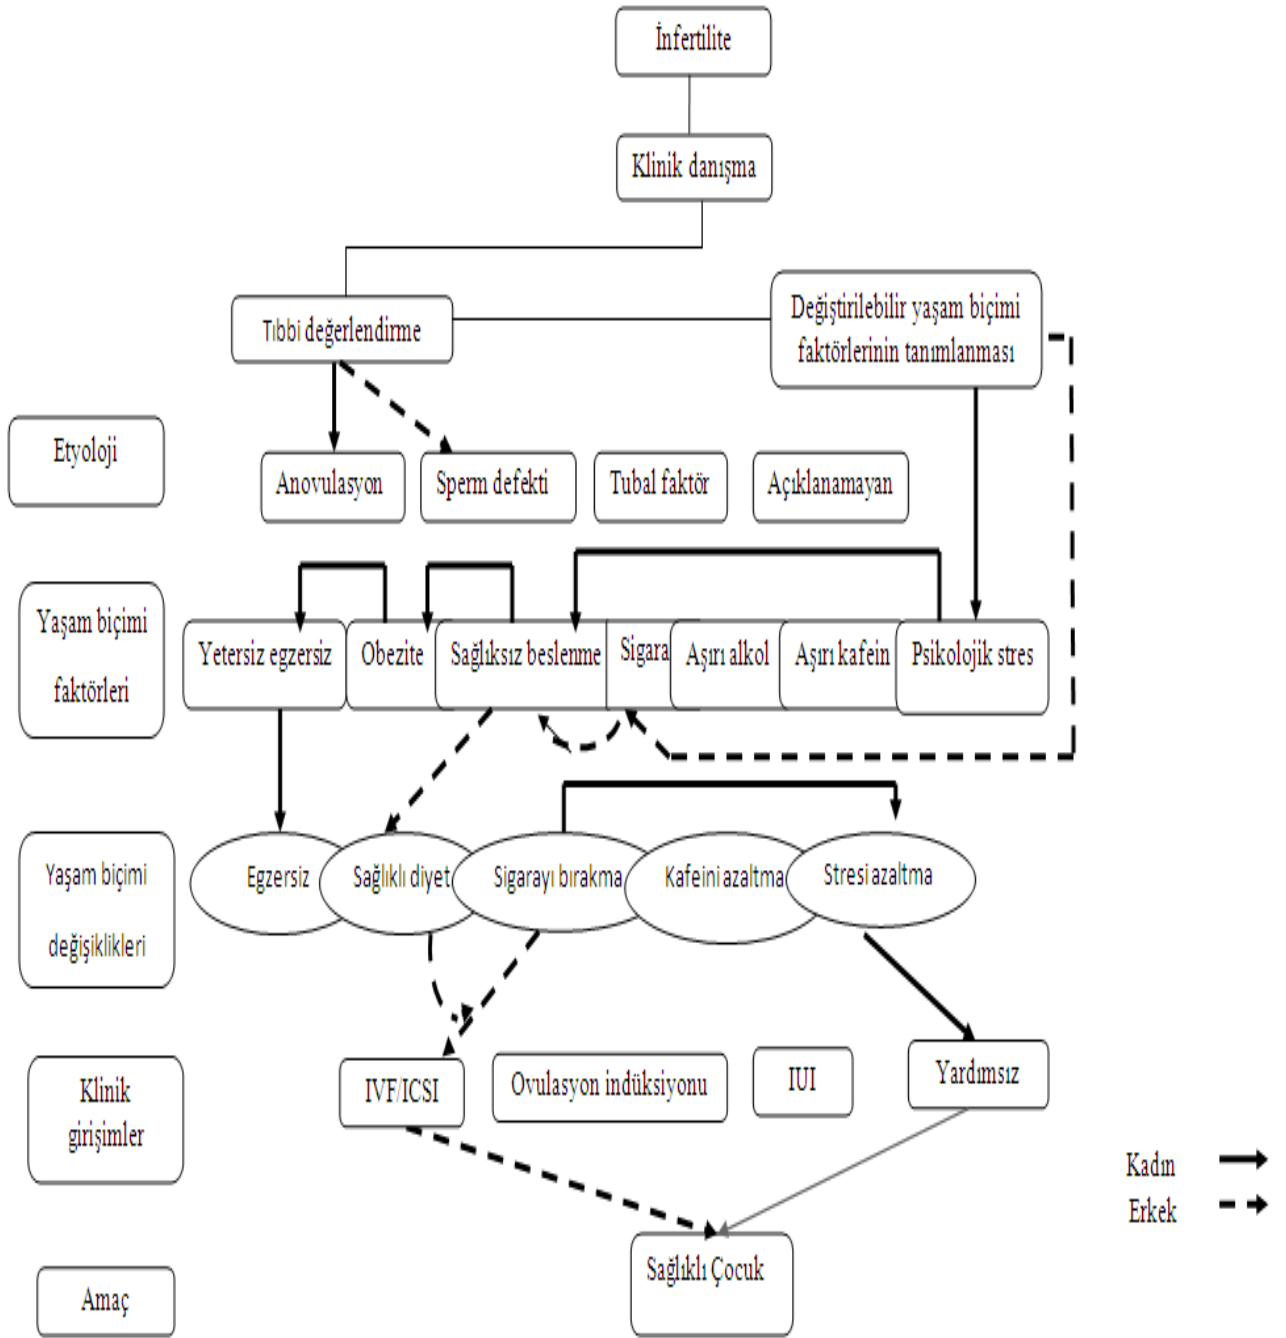 İnfertilite
Klinik danışma
Tıbbi değerlendirme
Değiştirilebilir yaşam biçimi
faktörlerinin tanımlanması
Etyoloji
Anovulasyon
Sperm defekti
Tubal faktör
Açıklanamayan
Yaşam biçimi
faktörleri
Yetersiz egzersiz
Obezite
Sağlıksız beslenme
Sigara
Aşırı alkol
Aşırı kafein
Psikolojik stres
Yaşam biçimi
değişiklikleri
Egzersiz
Sağlıklı diyet
Sigarayı bırakma
Kafeini azaltma
Stresi azaltma
Klinik
girişimler
IVF/ICSI
Ovulasyon indüksiyonu
IUI
Yardımsız
Kadın
Erkek
Amaç
Sağlıklı Çocuk